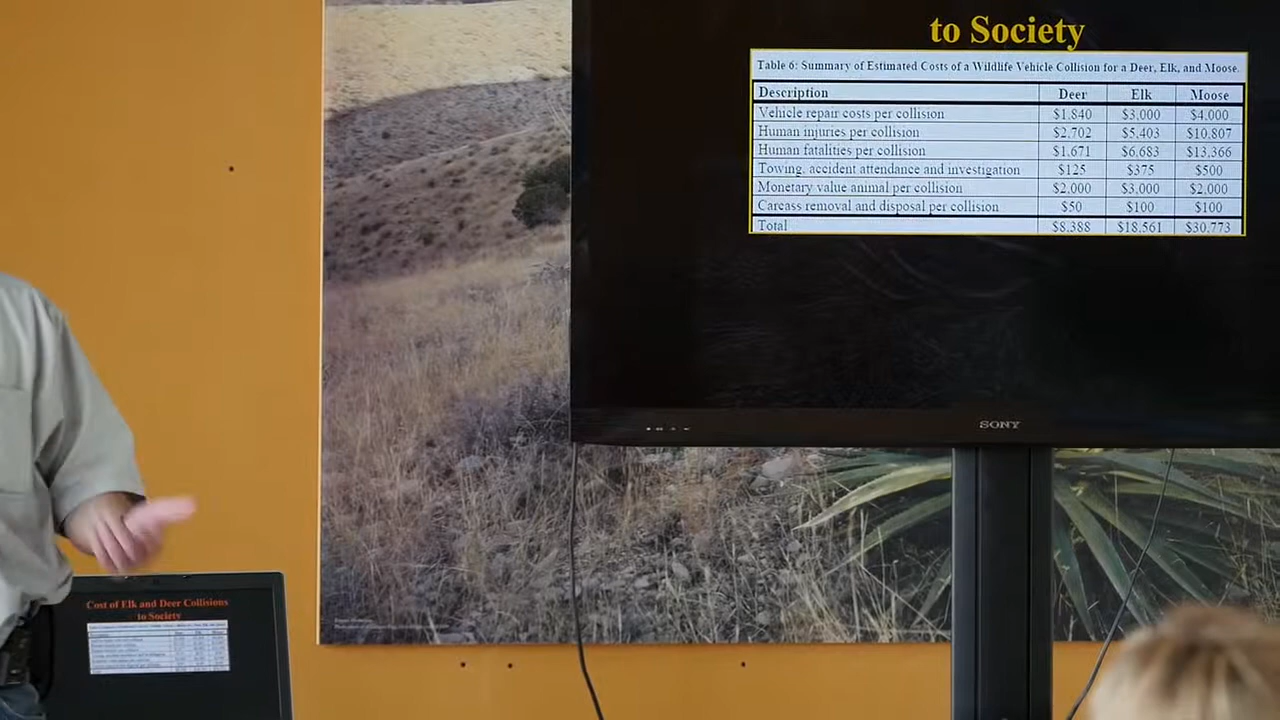 to Society
Table 6: Summary of Estimated Costs of a Wildlife Vehicle Collision for a Deer, Elk, and Moose.
Description Deer Elk Moose
Vehicle repair costs per collision $1,840 $3,000 $4,000
Human injuries per collision $2,702 $5,403 $10,807
Human fatalities per collision $1,671 $6,683 $13,366
Towing, accident attendance and investigation $125 $375 $500
Monetary value animal per collision $2,000 $3,000 $2,000
Carcass removal and disposal per collision $50 $100 $100
Total $8,388 $18,561 $30,773
SONY
Cost of Elk and Deer Collisions
to Society